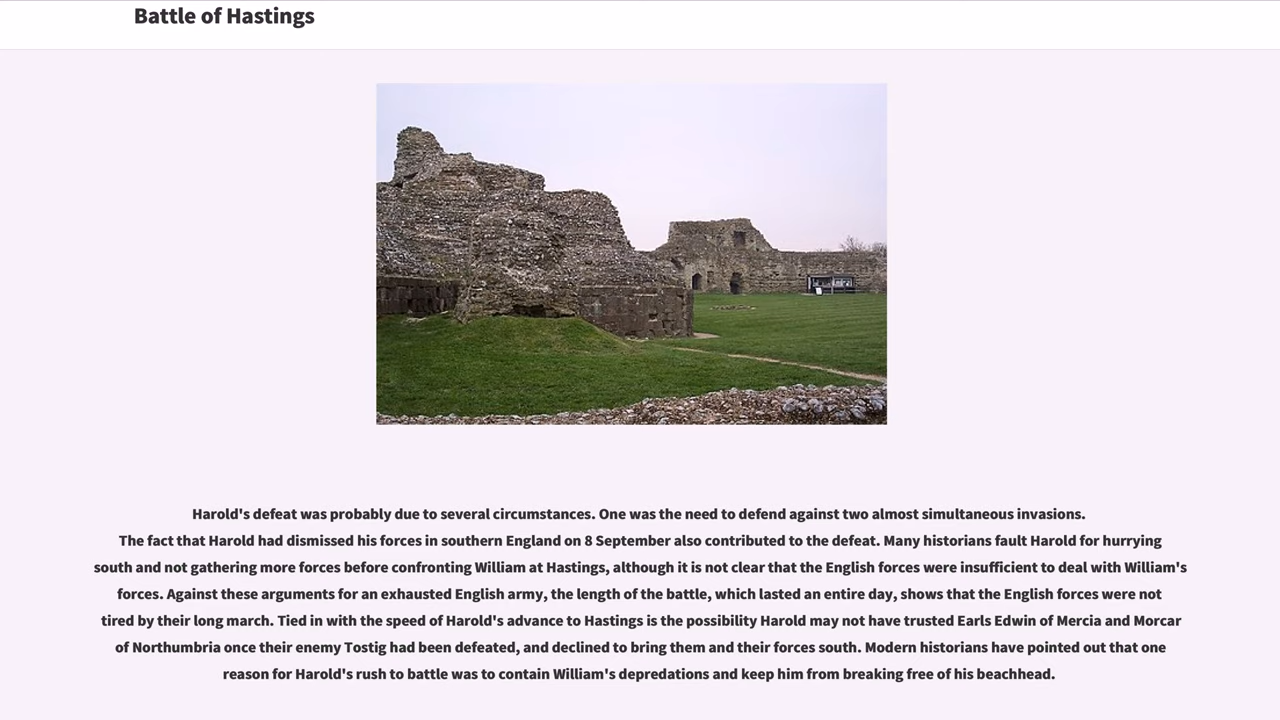 Battle of Hastings
Harold's defeat was probably due to several circumstances. One was the need to defend against two almost simultaneous invasions.
The fact that Harold had dismissed his forces in southern England on 8 September also contributed to the defeat. Many historians fault Harold for hurrying
south and not gathering more forces before confronting William at Hastings, although it is not clear that the English forces were insufficient to deal with William's
forces. Against these arguments for an exhausted English army, the length of the battle, which lasted an entire day, shows that the English forces were not
tired by their long march. Tied in with the speed of Harold's advance to Hastings is the possibility Harold may not have trusted Earls Edwin of Mercia and Morcar
of Northumbria once their enemy Tostig had been defeated, and declined to bring them and their forces south. Modern historians have pointed out that one
reason for Harold's rush to battle was to contain William's depredations and keep him from breaking free of his beachhead.